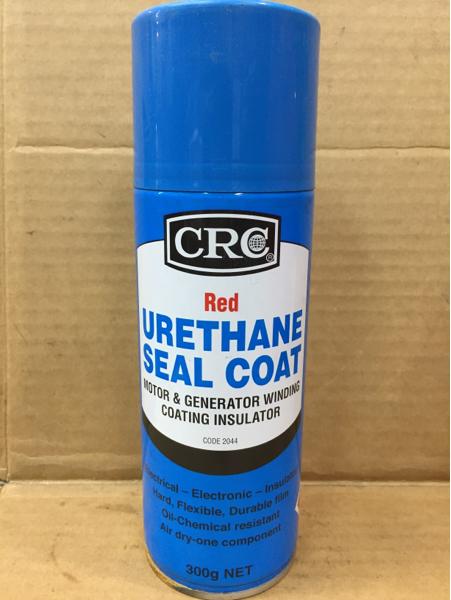 CRC®
Red
URETHANE
SEAL COAT
MOTOR & GENERATOR WINDING
COATING INSULATOR
CODE 2044
Electrical – Electronic –
Hard, Flexible, Durable film
Oil-Chemical resistant
Air dry-one component
300g NET